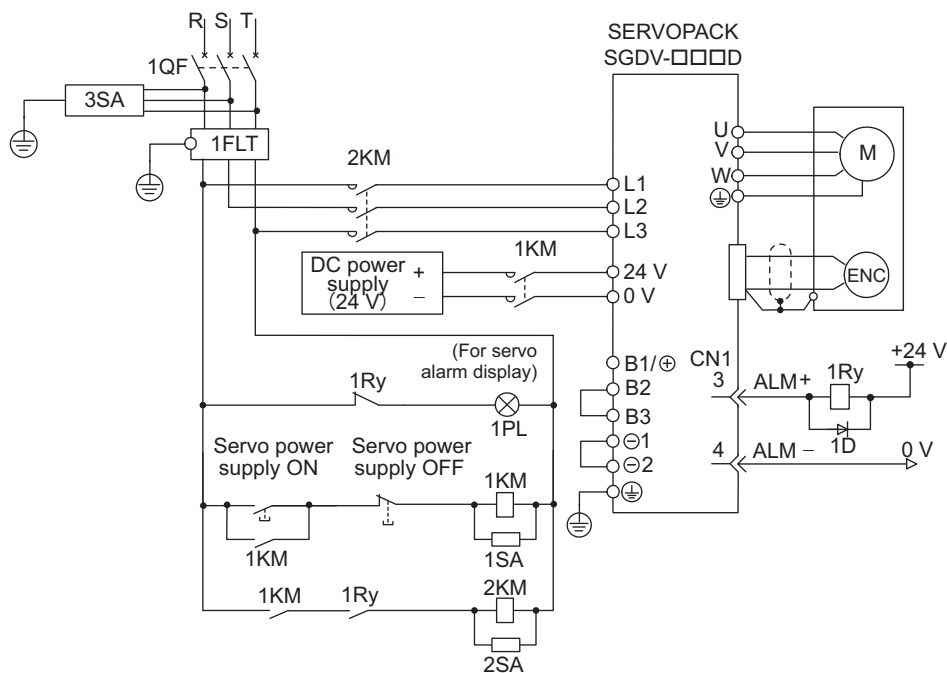 R S T
1QF
3SA
1FLT
2KM
SERVOPACK
SGDV-□□□D
U
V
W
M
L1
L2
L3
1KM
DC power
supply
(24 V)
+
−
24 V
0 V
ENC
(For servo
alarm display)
B1/⊕
B2
B3
⊖1
⊖2
CN1
3
ALM+
1Ry
+24 V
1D
4
ALM −
0 V
1Ry
1PL
Servo power
supply ON
Servo power
supply OFF
1KM
1KM
1SA
1KM
1Ry
2KM
2SA